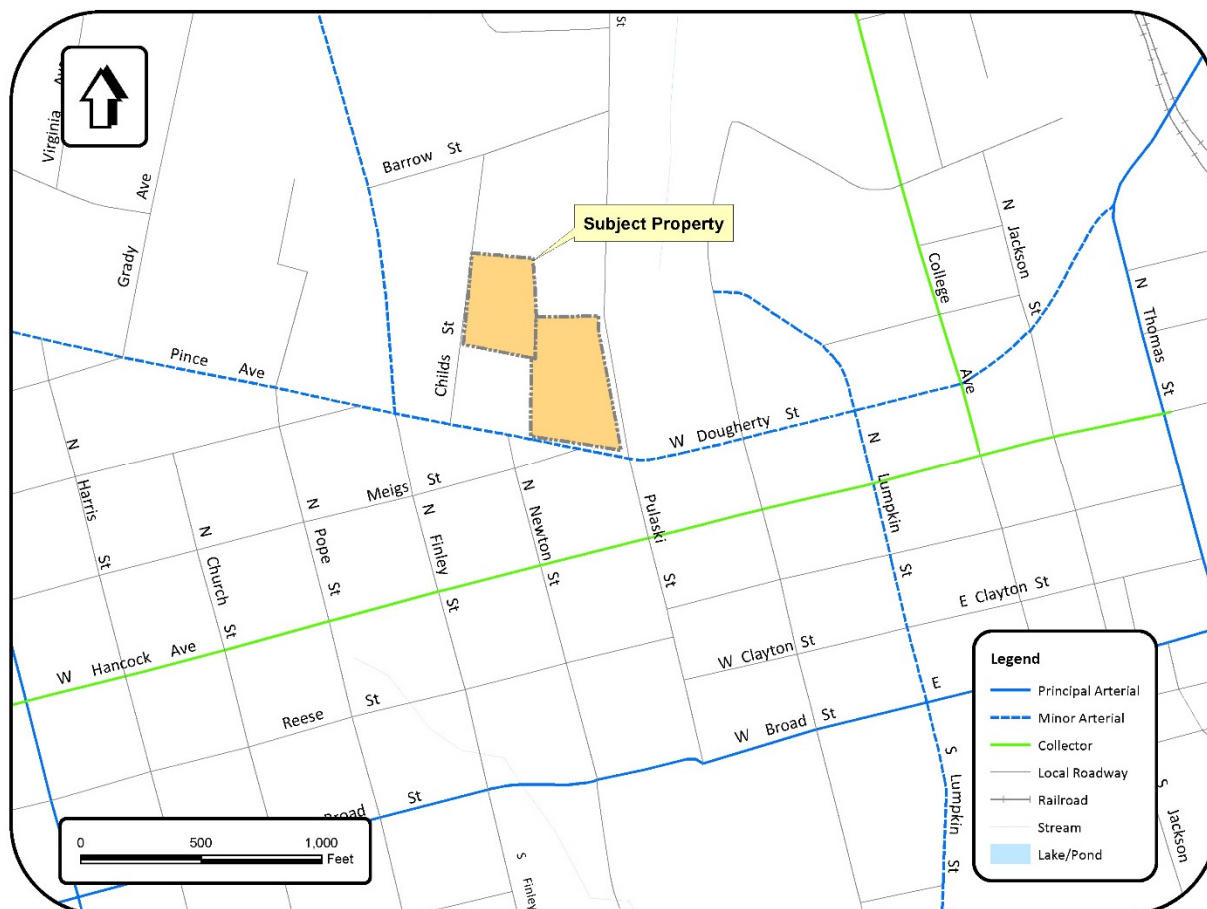 St
Virginia Ave
Grady Ave
Barrow St
Subject Property
N Jackson St
College Ave
N Thomas St
Childs St
Pince Ave
W Dougherty St
Meigs St
N Harris St
N Church St
N Pope St
N Finley St
N Newton St
Pulaski St
N Lumpkin St
E Clayton St
W Hancock Ave
W Clayton St
Reese St
W Broad St
E
Broad St
S Lumpkin St
S Jackson
S Finley
0 500 1,000
Feet
Legend
Principal Arterial
Minor Arterial
Collector
Local Roadway
Railroad
Stream
Lake/Pond